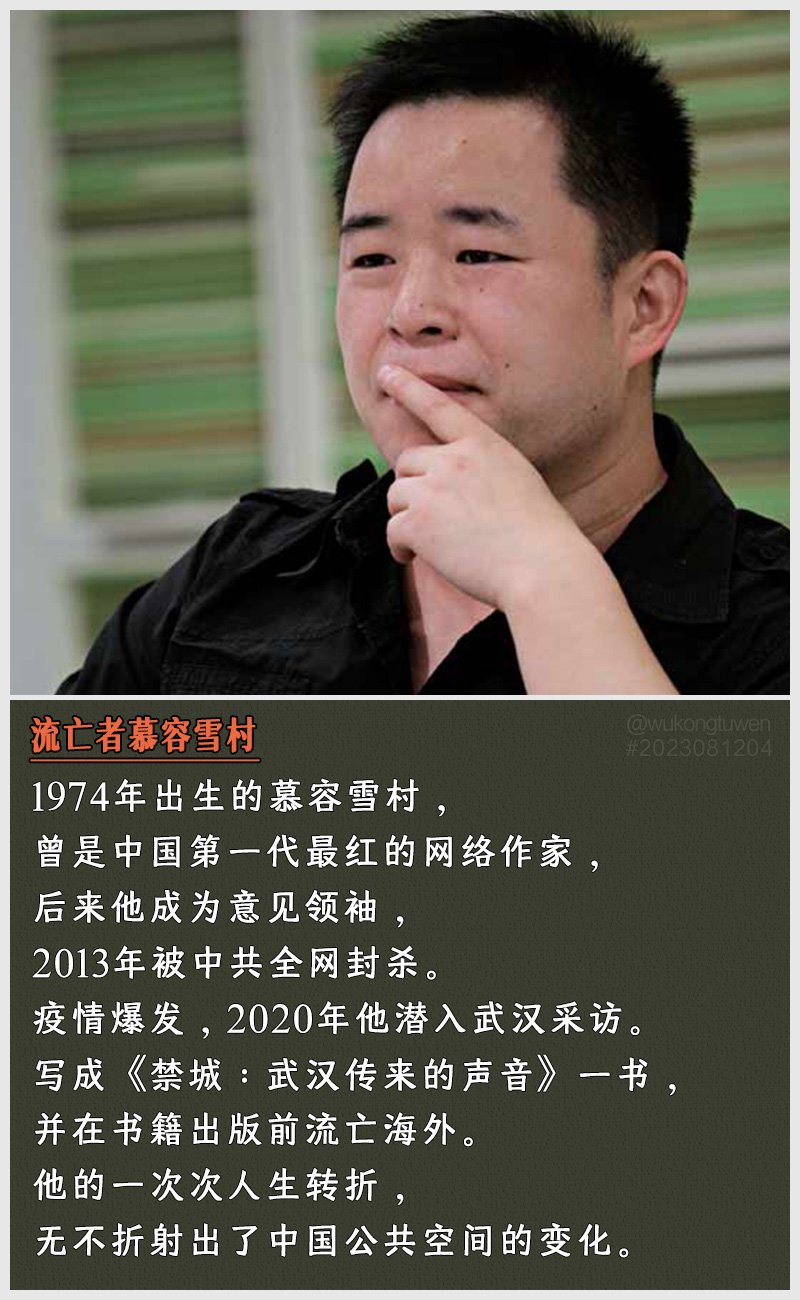 流亡者慕容雪村
@wukongtuwen
#2023081204
1974年出生的慕容雪村，
曾是中国第一代最红的网络作家，
后来他成为意见领袖，
2013年被中共全网封杀。
疫情爆发，2020年他潜入武汉采访。
写成《禁城：武汉传来的声音》一书，
并在书籍出版前流亡海外。
他的一次次人生转折，
无不折射出了中国公共空间的变化。